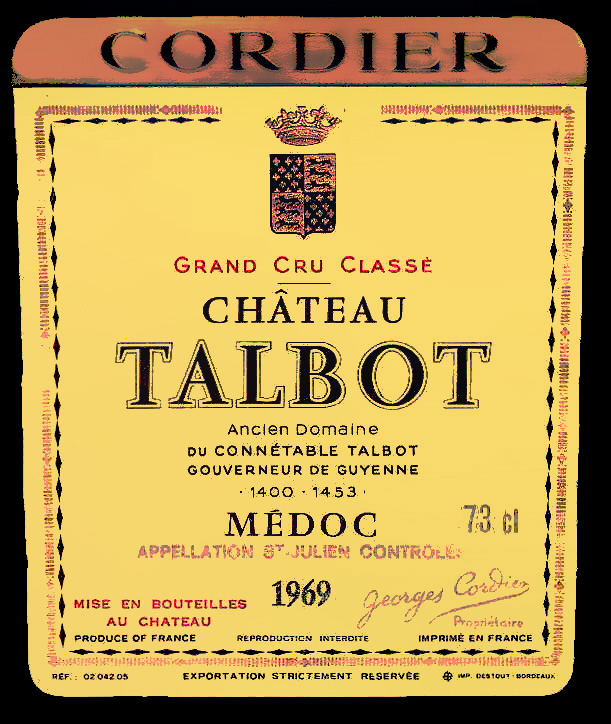 CORDIER
GRAND CRU CLASSÉ
CHÂTEAU
TALBOT
Ancien Domaine
DU CONNÉTABLE TALBOT
GOUVERNEUR DE GUYENNE
· 1400 · 1453 ·
MÉDOC
73 cl
APPELLATION ST-JULIEN CONTROLÉE
1969
Georges Cordier
Propriétaire
MISE EN BOUTEILLES
AU CHATEAU
PRODUCE OF FRANCE
REPRODUCTION INTERDITE
IMPRIMÉ EN FRANCE
RÉF.: 02.042.05
EXPORTATION STRICTEMENT RESERVÉE
IMP. DESTOUT - BORDEAUX